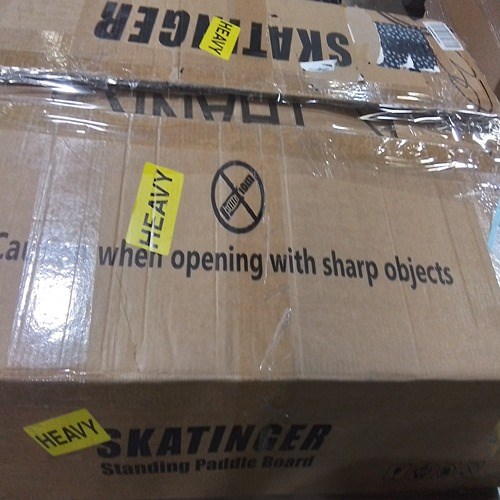 SKATINGER
HEAVY
HEAVY
when opening with sharp objects
HEAVY
SKATINGER
Standing Paddle Board